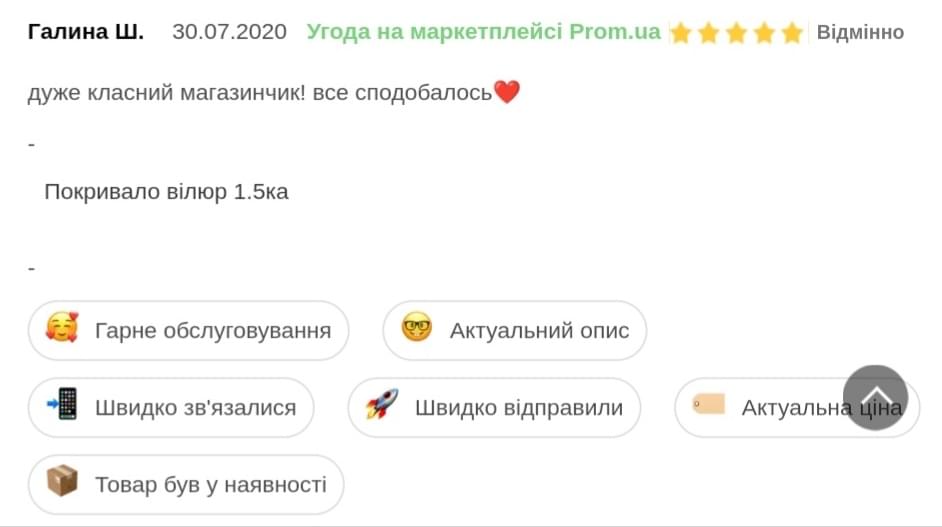 Галина Ш. 30.07.2020 Угода на маркетплейсі Prom.ua Відмінно
дуже класний магазинчик! все сподобалось❤️
-
Покривало вілюр 1.5ка
-
Гарне обслуговування Актуальний опис
Швидко зв'язалися Швидко відправили Актуальна ціна
Товар був у наявності